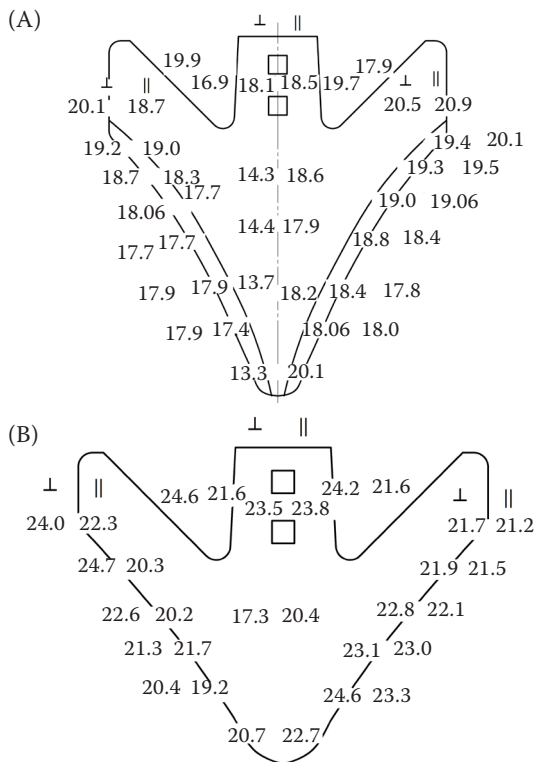 (A)
⊥ ||
19.9 17.9
16.9 18.1 18.5 19.7
⊥ || ⊥ ||
20.1 18.7 20.5 20.9
19.2 19.0 19.4 20.1
18.7 18.3 14.3 18.6 19.3 19.5
17.7
18.06 19.0 19.06
14.4 17.9
17.7 17.7 18.8 18.4
17.9 17.9 13.7 18.2 18.4 17.8
17.9 17.4 18.06 18.0
13.3 20.1
(B)
⊥ ||
24.6 21.6 24.2 21.6
⊥ || 23.5 23.8 ⊥ ||
24.0 22.3 21.7 21.2
24.7 20.3 21.9 21.5
22.6 20.2 17.3 20.4 22.8 22.1
21.3 21.7 23.1 23.0
20.4 19.2 24.6 23.3
20.7 22.7